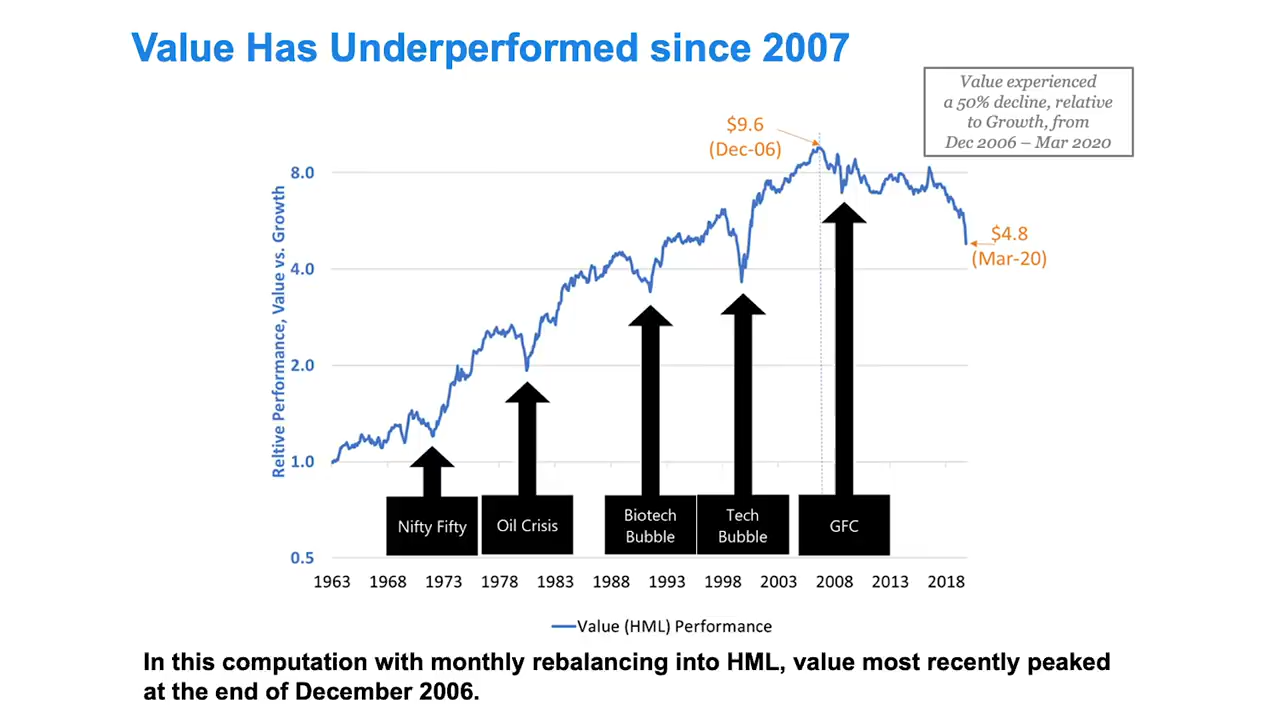 Value Has Underperformed since 2007
Value experienced
a 50% decline, relative
to Growth, from
Dec 2006 – Mar 2020
$9.6
(Dec-06)
$4.8
(Mar-20)
Reltive Performance, Value vs. Growth
8.0
4.0
2.0
1.0
0.5
Nifty Fifty
Oil Crisis
Biotech
Bubble
Tech
Bubble
GFC
1963 1968 1973 1978 1983 1988 1993 1998 2003 2008 2013 2018
Value (HML) Performance
In this computation with monthly rebalancing into HML, value most recently peaked
at the end of December 2006.